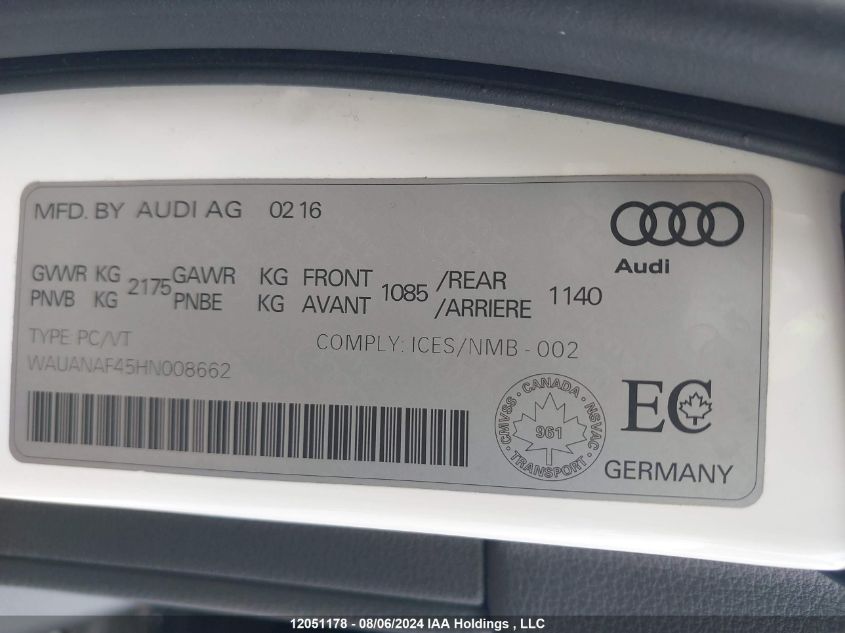 MFD. BY AUDI AG 0216
Audi
GVWR KG 2175 GAWR KG FRONT 1085 /REAR 1140
PNVB KG PNBE KG AVANT /ARRIERE
TYPE: PC/VT
COMPLY: ICES/NMB - 002
WAUANAF45HN008662
CMVSS · CANADA · NSVAC · TRANSPORT ·
961
EC
GERMANY
12051178 - 08/06/2024 IAA Holdings , LLC